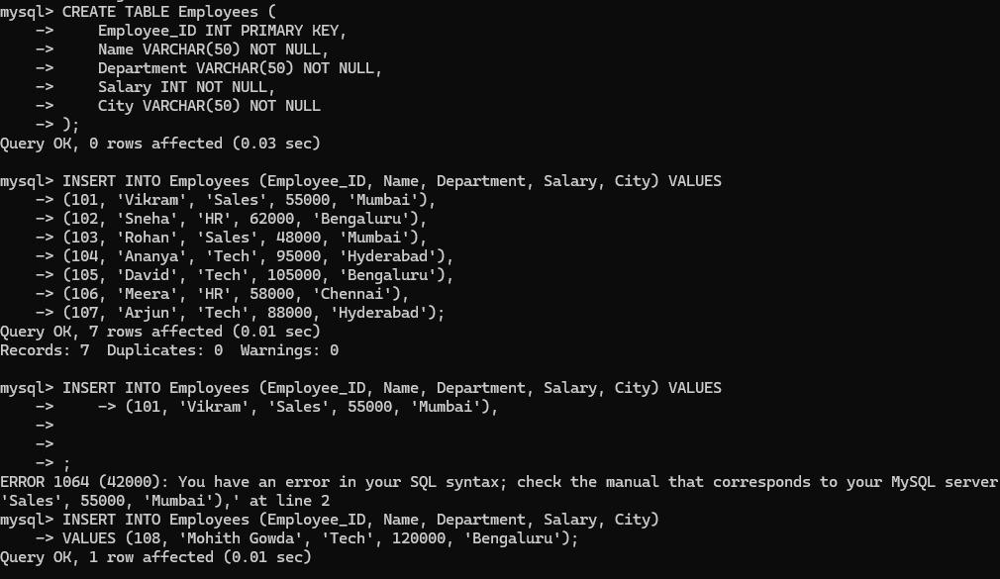 mysql> CREATE TABLE Employees (
    ->     Employee_ID INT PRIMARY KEY,
    ->     Name VARCHAR(50) NOT NULL,
    ->     Department VARCHAR(50) NOT NULL,
    ->     Salary INT NOT NULL,
    ->     City VARCHAR(50) NOT NULL
    -> );
Query OK, 0 rows affected (0.03 sec)

mysql> INSERT INTO Employees (Employee_ID, Name, Department, Salary, City) VALUES
    -> (101, 'Vikram', 'Sales', 55000, 'Mumbai'),
    -> (102, 'Sneha', 'HR', 62000, 'Bengaluru'),
    -> (103, 'Rohan', 'Sales', 48000, 'Mumbai'),
    -> (104, 'Ananya', 'Tech', 95000, 'Hyderabad'),
    -> (105, 'David', 'Tech', 105000, 'Bengaluru'),
    -> (106, 'Meera', 'HR', 58000, 'Chennai'),
    -> (107, 'Arjun', 'Tech', 88000, 'Hyderabad');
Query OK, 7 rows affected (0.01 sec)
Records: 7  Duplicates: 0  Warnings: 0

mysql> INSERT INTO Employees (Employee_ID, Name, Department, Salary, City) VALUES
    ->     -> (101, 'Vikram', 'Sales', 55000, 'Mumbai'),
    ->
    ->
    -> ;
ERROR 1064 (42000): You have an error in your SQL syntax; check the manual that corresponds to your MySQL server
'Sales', 55000, 'Mumbai'),' at line 2
mysql> INSERT INTO Employees (Employee_ID, Name, Department, Salary, City)
    -> VALUES (108, 'Mohith Gowda', 'Tech', 120000, 'Bengaluru');
Query OK, 1 row affected (0.01 sec)